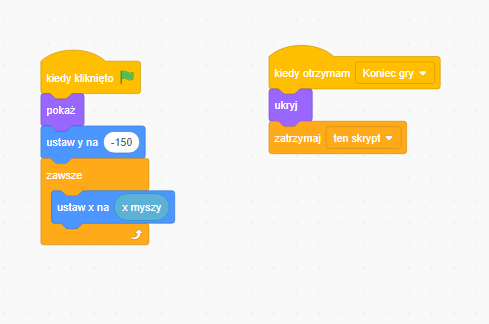 kiedy kliknięto
pokaż
ustaw y na -150
zawsze
ustaw x na x myszy
kiedy otrzymam Koniec gry
ukryj
zatrzymaj ten skrypt